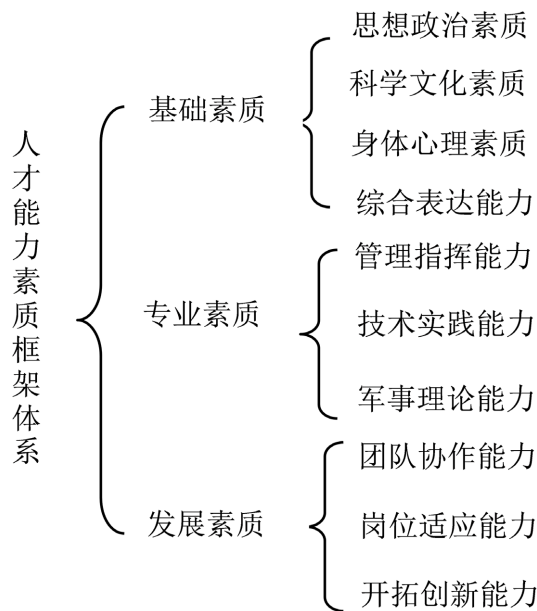 人才能力素质框架体系
基础素质
思想政治素质
科学文化素质
身体心理素质
综合表达能力
专业素质
管理指挥能力
技术实践能力
军事理论能力
发展素质
团队协作能力
岗位适应能力
开拓创新能力